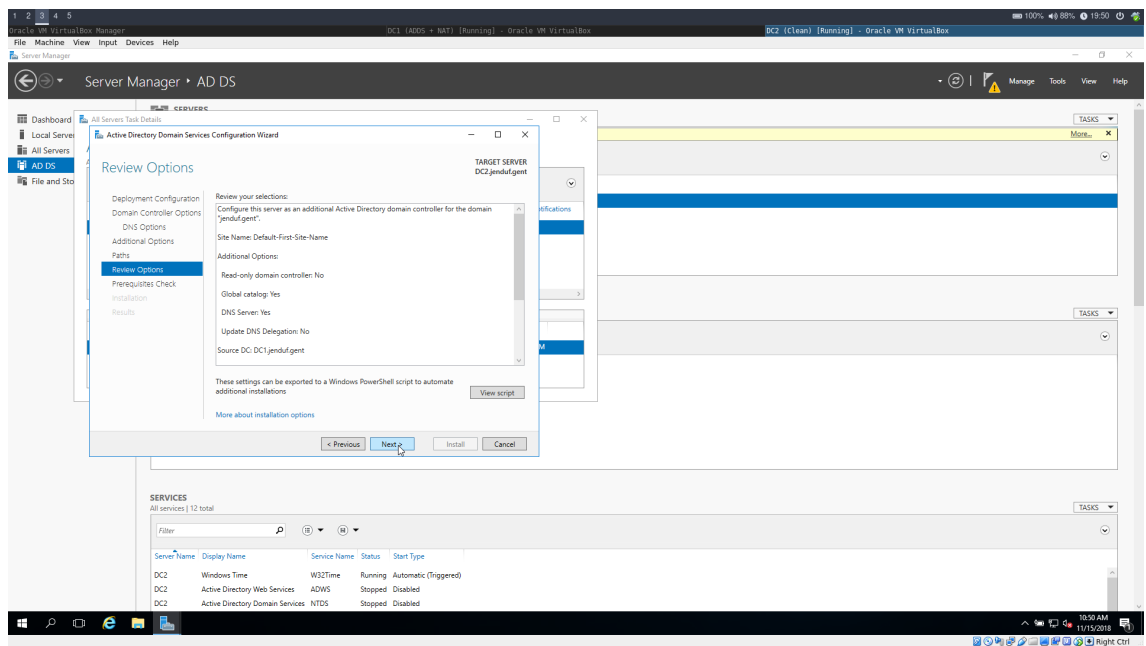 1 2 3 4 5
100% 88% 19:50
Oracle VM VirtualBox Manager
DC1 (ADDS + NAT) [Running] - Oracle VM VirtualBox
DC2 (Clean) [Running] - Oracle VM VirtualBox
File Machine View Input Devices Help
Server Manager
Server Manager • AD DS
Manage Tools View Help
Dashboard
Local Serve
All Servers
AD DS
File and Sto
All Servers Task Details
TASKS
More...
Active Directory Domain Services Configuration Wizard
Review Options
TARGET SERVER
DC2.jenduf.gent
Deployment Configuration
Domain Controller Options
DNS Options
Additional Options
Paths
Review Options
Prerequisites Check
Installation
Results
Review your selections:
Configure this server as an additional Active Directory domain controller for the domain
"jenduf.gent".
Site Name: Default-First-Site-Name
Additional Options:
Read-only domain controller: No
Global catalog: Yes
DNS Server: Yes
Update DNS Delegation: No
Source DC: DC1.jenduf.gent
These settings can be exported to a Windows PowerShell script to automate
additional installations
View script
More about installation options
< Previous Next > Install Cancel
TASKS
SERVICES
All services | 12 total
TASKS
Filter
Server Name Display Name Service Name Status Start Type
DC2 Windows Time W32Time Running Automatic (Triggered)
DC2 Active Directory Web Services ADWS Stopped Disabled
DC2 Active Directory Domain Services NTDS Stopped Disabled
10:50 AM
11/15/2018
Right Ctrl